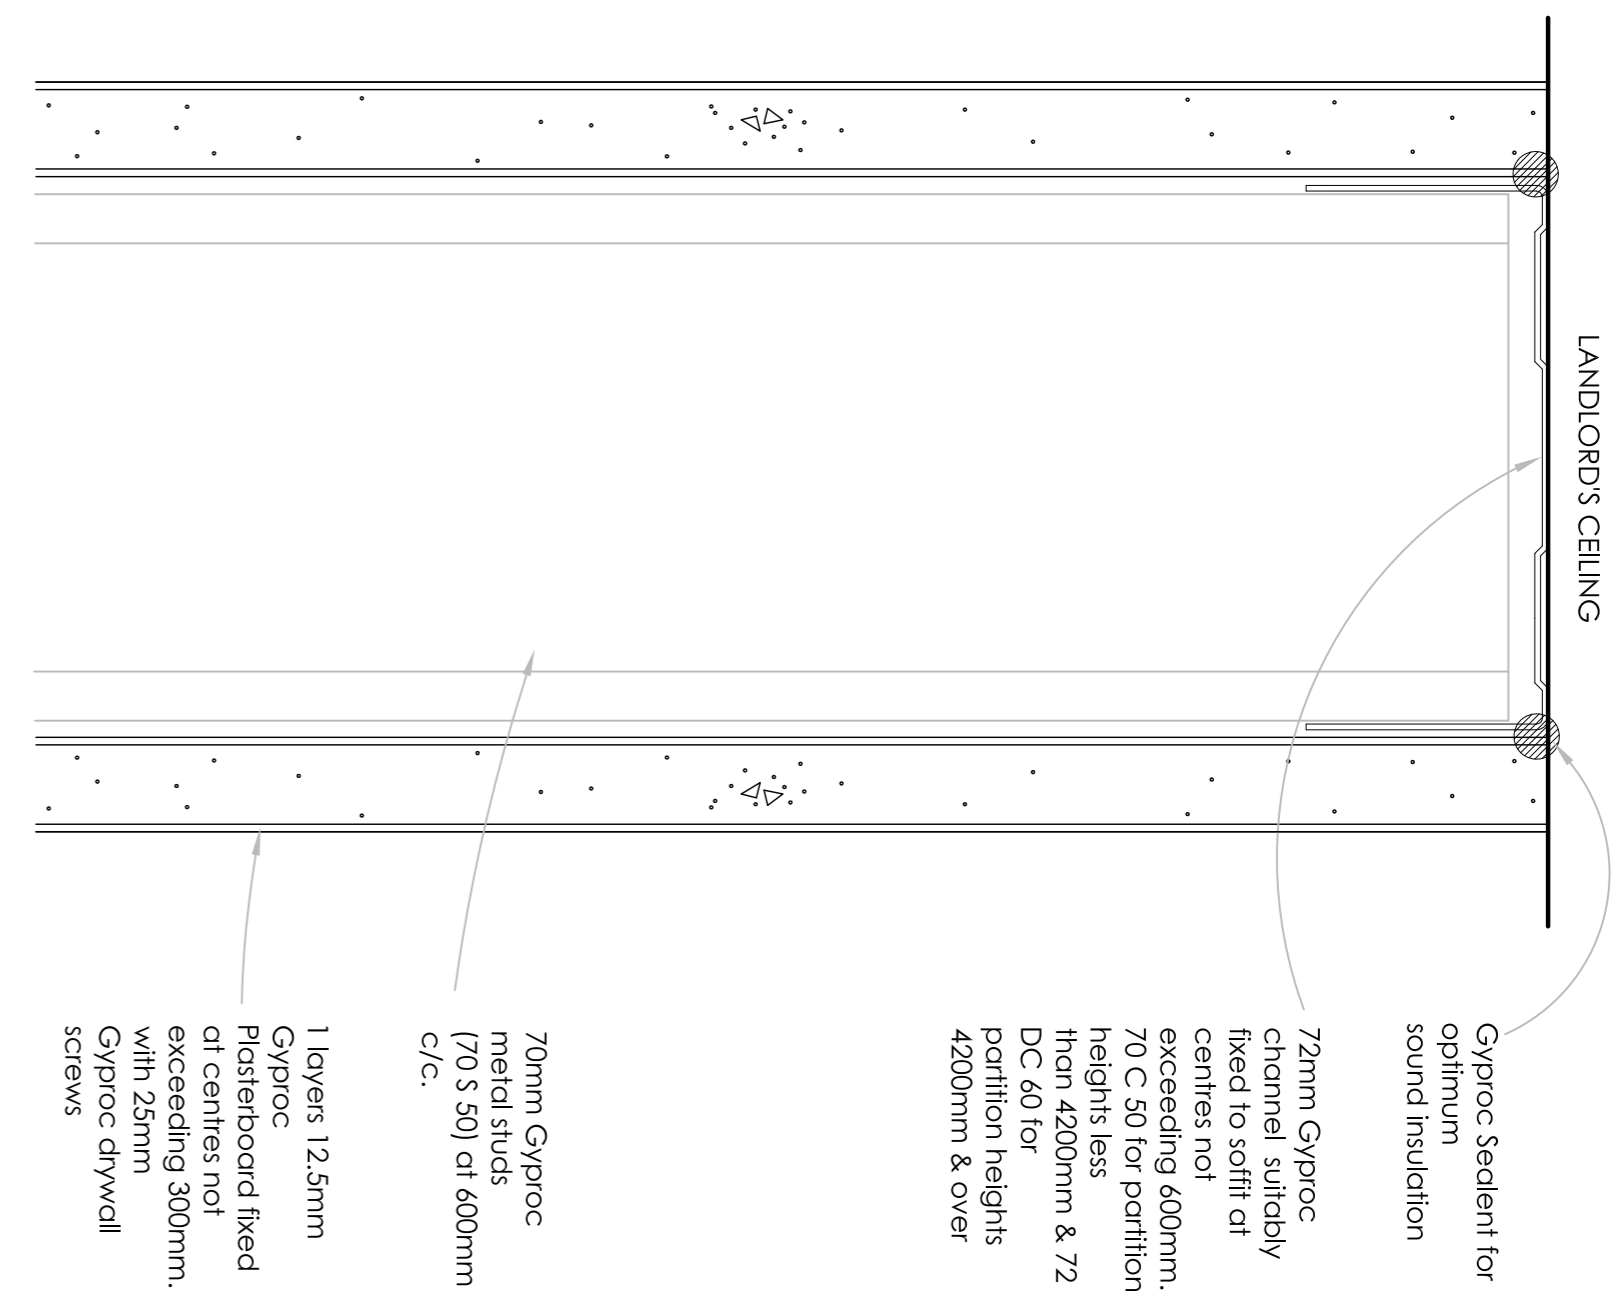 LANDLORD'S CEILING
Gyproc Sealent for
optimum
sound insulation
72mm Gyproc
channel suitably
fixed to soffit at
centres not
exceeding 600mm.
70 C 50 for partition
heights less
than 4200mm & 72
DC 60 for
partition heights
4200mm & over
70mm Gyproc
metal studs
(70 S 50) at 600mm
c/c.
1 layers 12.5mm
Gyproc
Plasterboard fixed
at centres not
exceeding 300mm.
with 25mm
Gyproc drywall
screws